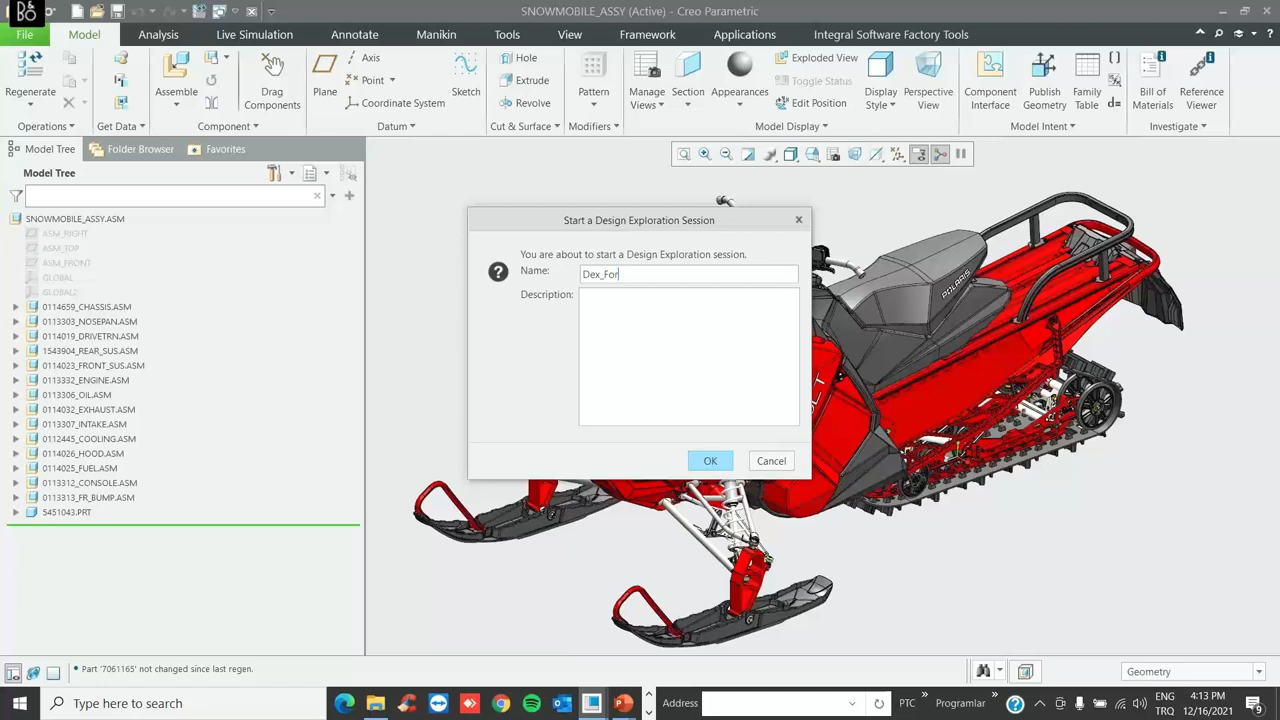 B&O
SNOWMOBILE_ASSY (Active) - Creo Parametric
File Model Analysis Live Simulation Annotate Manikin Tools View Framework Applications Integral Software Factory Tools
Regenerate
Assemble
Drag Components
Plane
Axis
Point
Coordinate System
Sketch
Hole
Extrude
Revolve
Pattern
Manage Views
Section
Appearances
Exploded View
Toggle Status
Edit Position
Display Style
Perspective View
Component Interface
Publish Geometry
Family Table
d=
Bill of Materials
Reference Viewer
Operations Get Data Component Datum Cut & Surface Modifiers Model Display Model Intent Investigate
Model Tree Folder Browser Favorites
Model Tree
SNOWMOBILE_ASSY.ASM
ASM_RIGHT
ASM_TOP
ASM_FRONT
GLOBAL
GLOBAL2
0114659_CHASSIS.ASM
0113303_NOSEPAN.ASM
0114019_DRIVETRN.ASM
1543904_REAR_SUS.ASM
0114023_FRONT_SUS.ASM
0113332_ENGINE.ASM
0113306_OIL.ASM
0114032_EXHAUST.ASM
0113307_INTAKE.ASM
0112445_COOLING.ASM
0114026_HOOD.ASM
0114025_FUEL.ASM
0113312_CONSOLE.ASM
0113313_FR_BUMP.ASM
5451043.PRT
Start a Design Exploration Session
You are about to start a Design Exploration session.
Name: Dex_For
Description:
OK Cancel
POLARIS
• Part '7061165' not changed since last regen.
Geometry
Type here to search
Address
PTC
Programlar
ENG
TRQ
4:13 PM
12/16/2021